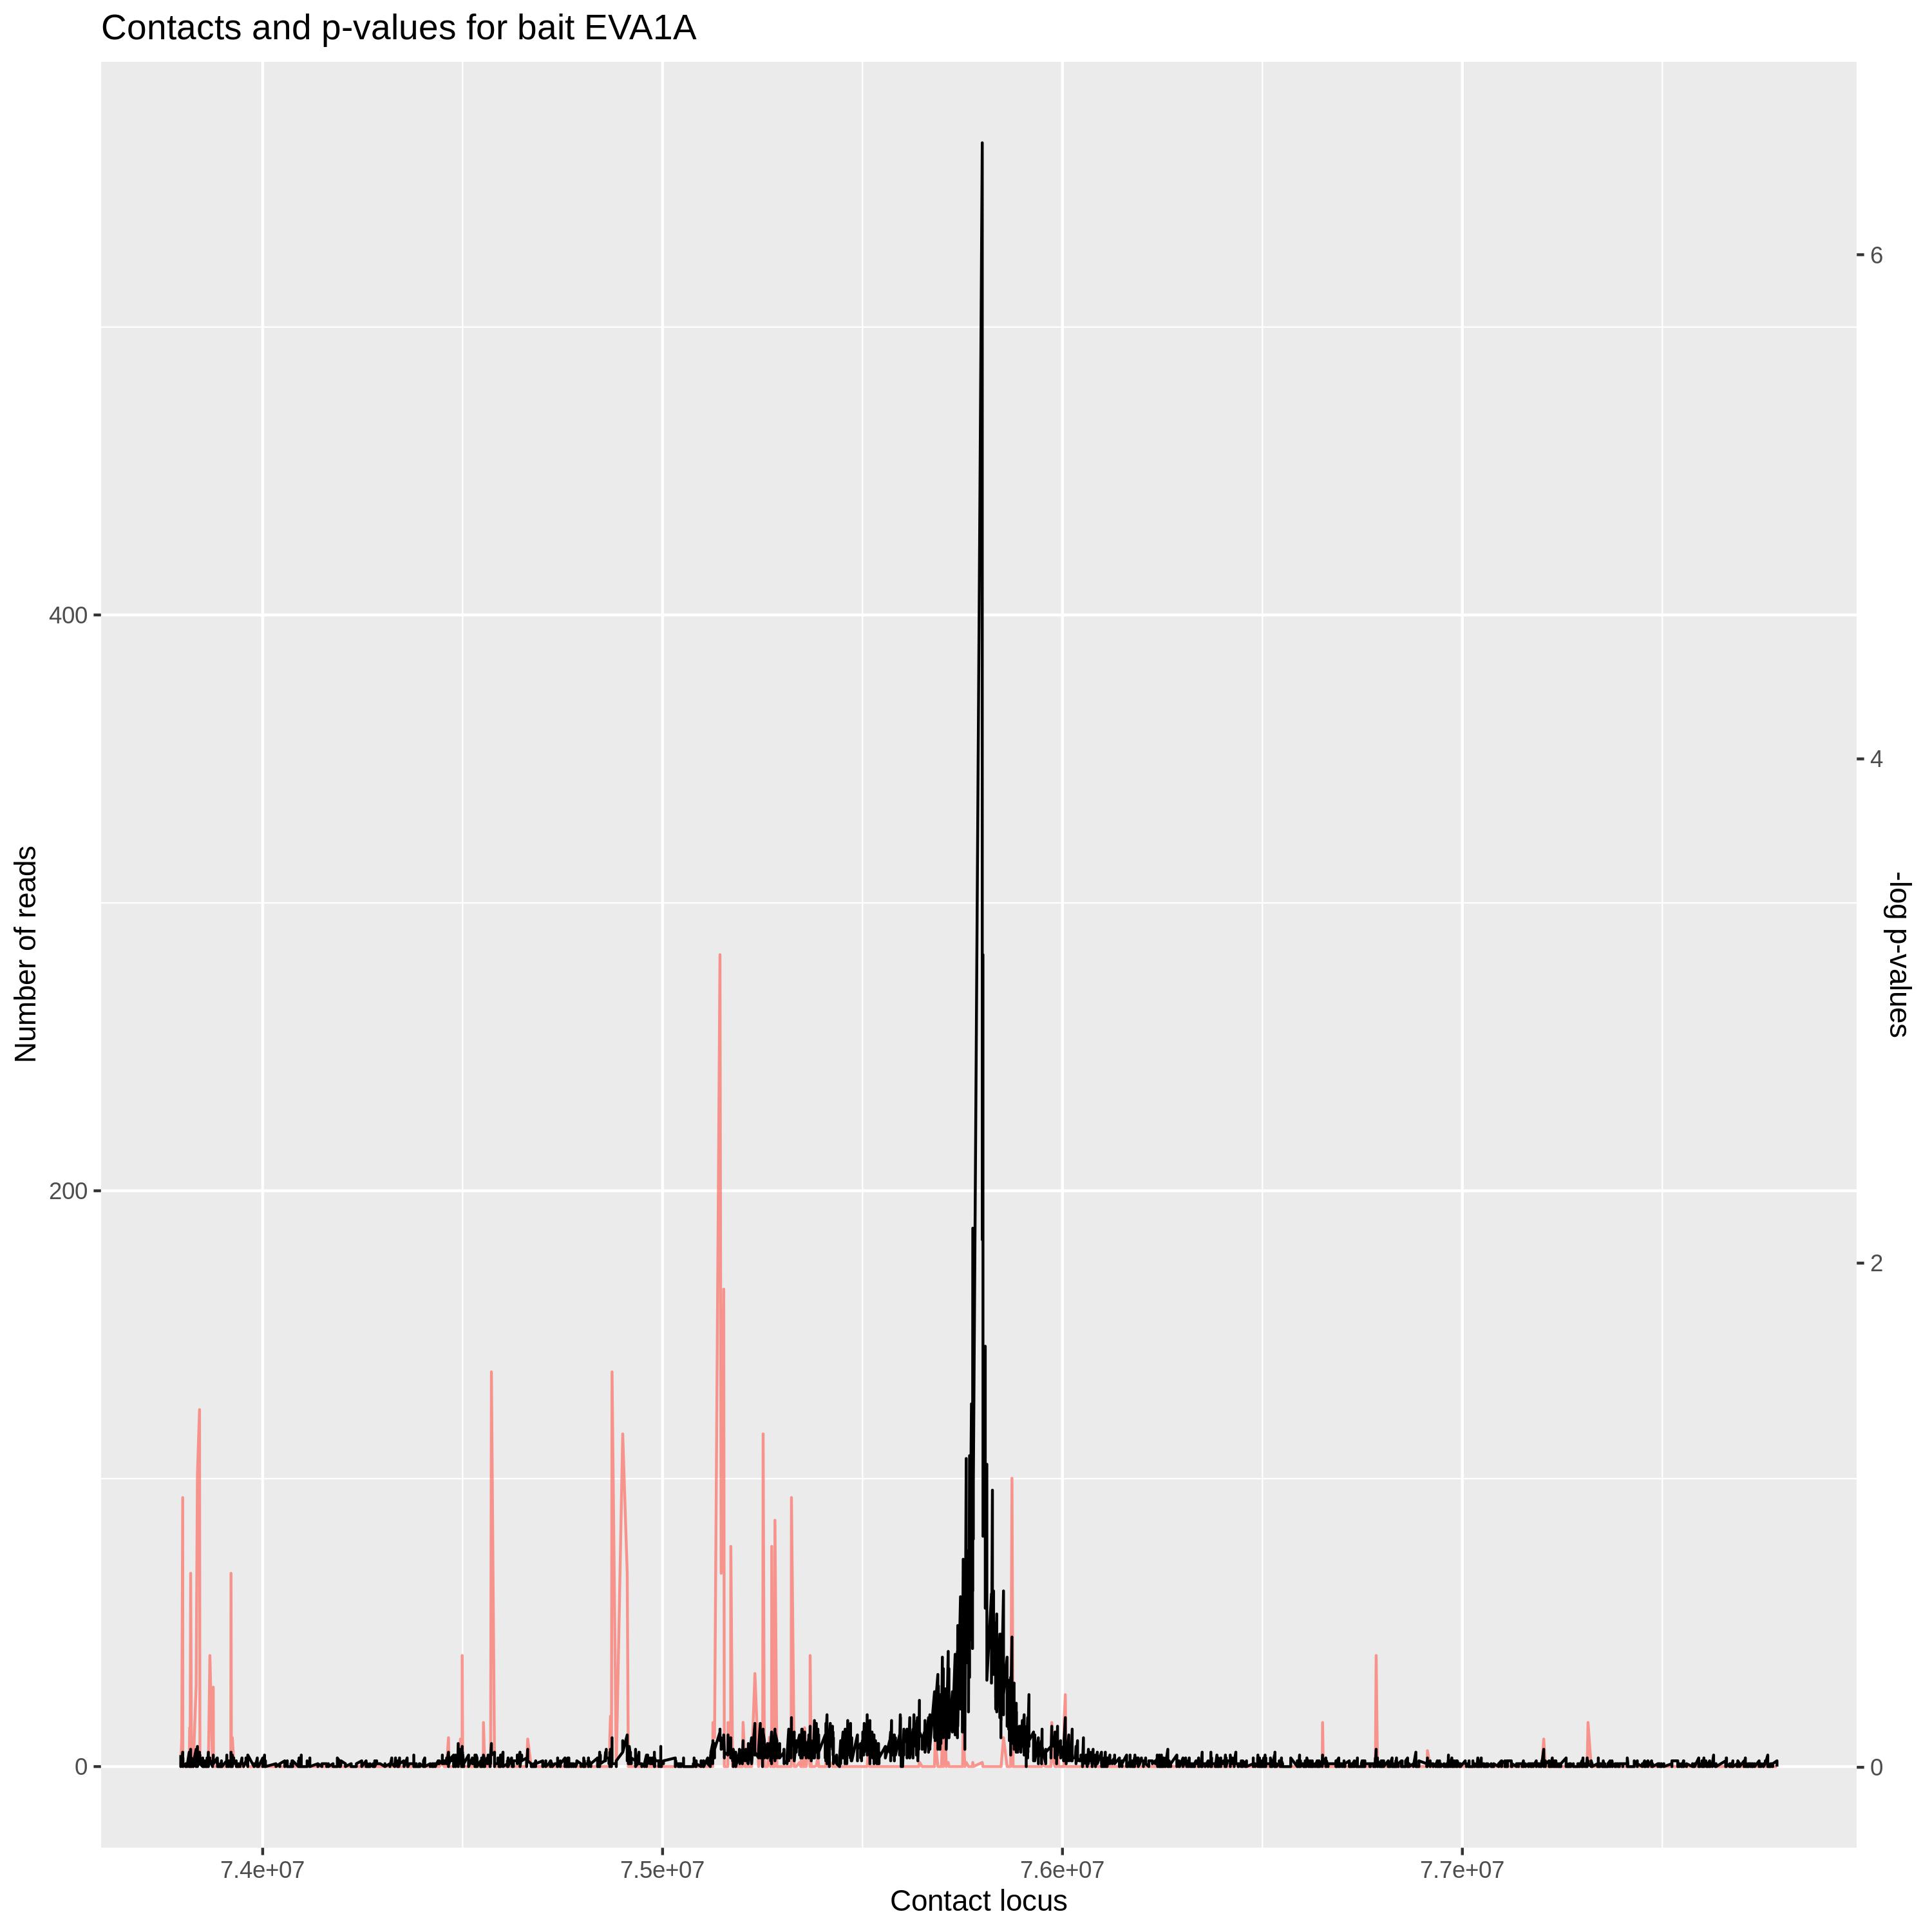 Contacts and p-values for bait EVA1A
Number of reads
400
200
0
6
4
2
0
-log p-values
7.4e+07
7.5e+07
7.6e+07
7.7e+07
Contact locus